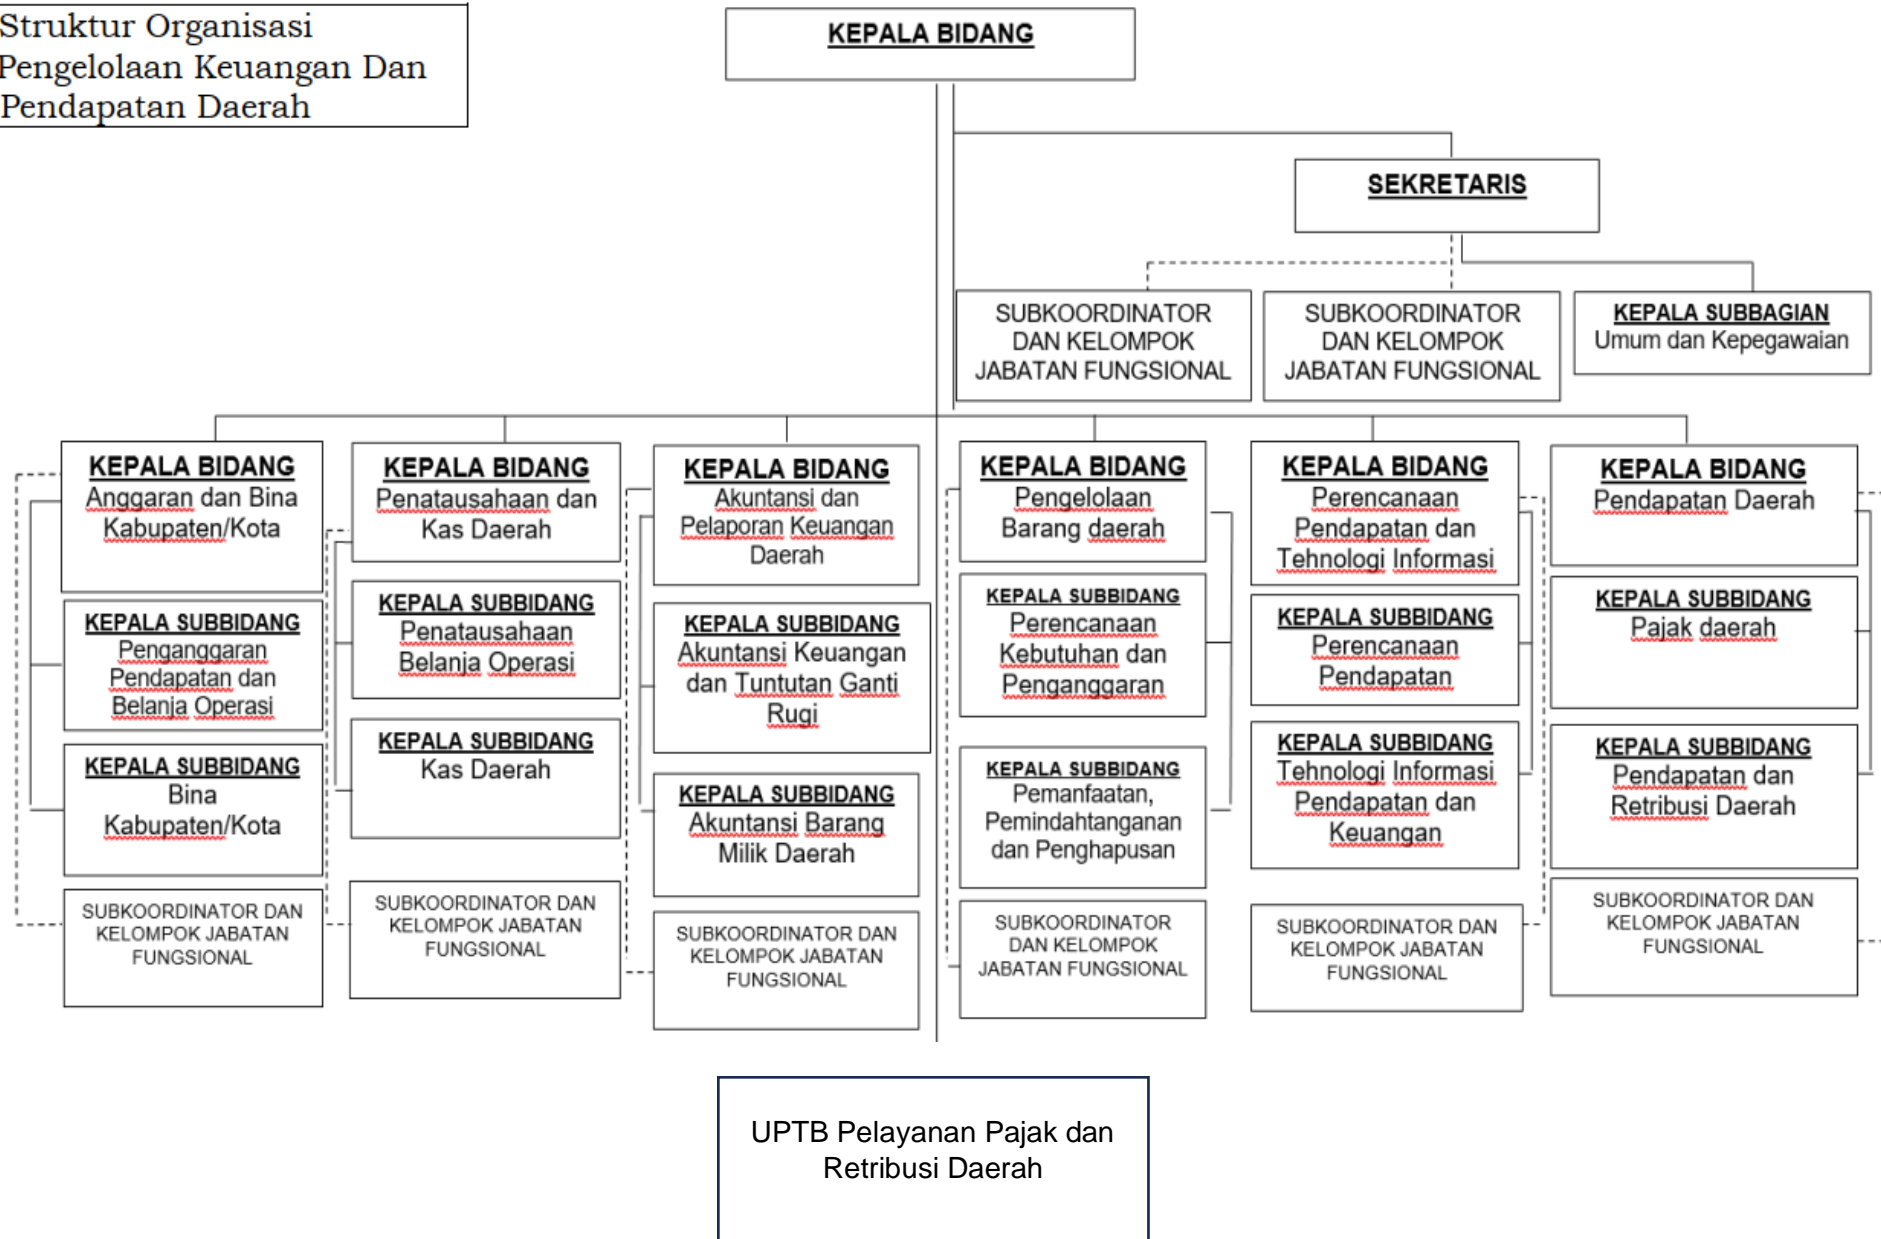 Struktur Organisasi
Pengelolaan Keuangan Dan
Pendapatan Daerah
KEPALA BIDANG
SEKRETARIS
SUBKOORDINATOR
DAN KELOMPOK
JABATAN FUNGSIONAL
SUBKOORDINATOR
DAN KELOMPOK
JABATAN FUNGSIONAL
KEPALA SUBBAGIAN
Umum dan Kepegawaian
KEPALA BIDANG
Anggaran dan Bina
Kabupaten/Kota
KEPALA SUBBIDANG
Penganggaran
Pendapatan dan
Belanja Operasi
KEPALA SUBBIDANG
Bina
Kabupaten/Kota
SUBKOORDINATOR DAN
KELOMPOK JABATAN
FUNGSIONAL
KEPALA BIDANG
Penatausahaan dan
Kas Daerah
KEPALA SUBBIDANG
Penatausahaan
Belanja Operasi
KEPALA SUBBIDANG
Kas Daerah
SUBKOORDINATOR DAN
KELOMPOK JABATAN
FUNGSIONAL
KEPALA BIDANG
Akuntansi dan
Pelaporan Keuangan
Daerah
KEPALA SUBBIDANG
Akuntansi Keuangan
dan Tuntutan Ganti
Rugi
KEPALA SUBBIDANG
Akuntansi Barang
Milik Daerah
SUBKOORDINATOR DAN
KELOMPOK JABATAN
FUNGSIONAL
KEPALA BIDANG
Pengelolaan
Barang daerah
KEPALA SUBBIDANG
Perencanaan
Kebutuhan dan
Penganggaran
KEPALA SUBBIDANG
Pemanfaatan,
Pemindahtanganan
dan Penghapusan
SUBKOORDINATOR
DAN KELOMPOK
JABATAN FUNGSIONAL
KEPALA BIDANG
Perencanaan
Pendapatan dan
Tehnologi Informasi
KEPALA SUBBIDANG
Perencanaan
Pendapatan
KEPALA SUBBIDANG
Tehnologi Informasi
Pendapatan dan
Keuangan
SUBKOORDINATOR DAN
KELOMPOK JABATAN
FUNGSIONAL
KEPALA BIDANG
Pendapatan Daerah
KEPALA SUBBIDANG
Pajak daerah
KEPALA SUBBIDANG
Pendapatan dan
Retribusi Daerah
SUBKOORDINATOR DAN
KELOMPOK JABATAN
FUNGSIONAL
UPTB Pelayanan Pajak dan
Retribusi Daerah